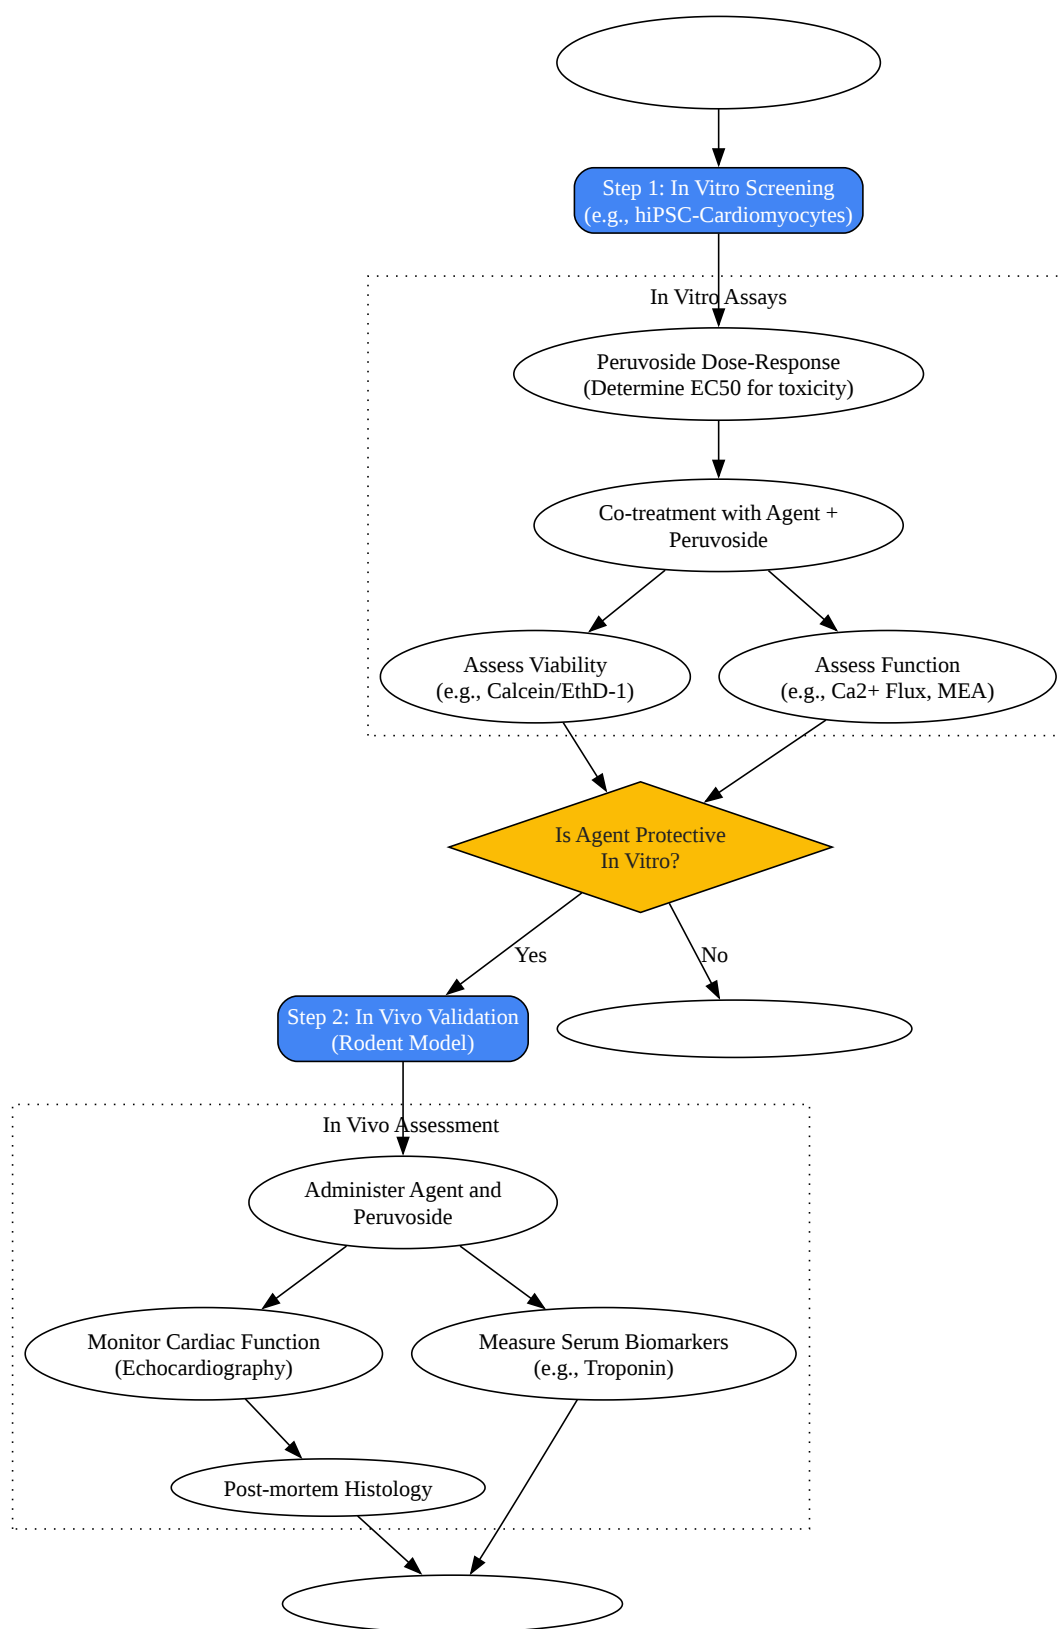 Step 1: In Vitro Screening
(e.g., hiPSC-Cardiomyocytes)
In Vitro Assays
Peruvoside Dose-Response
(Determine EC50 for toxicity)
Co-treatment with Agent +
Peruvoside
Assess Viability
(e.g., Calcein/EthD-1)
Assess Function
(e.g., Ca2+ Flux, MEA)
Is Agent Protective
In Vitro?
Yes
No
Step 2: In Vivo Validation
(Rodent Model)
In Vivo Assessment
Administer Agent and
Peruvoside
Monitor Cardiac Function
(Echocardiography)
Measure Serum Biomarkers
(e.g., Troponin)
Post-mortem Histology